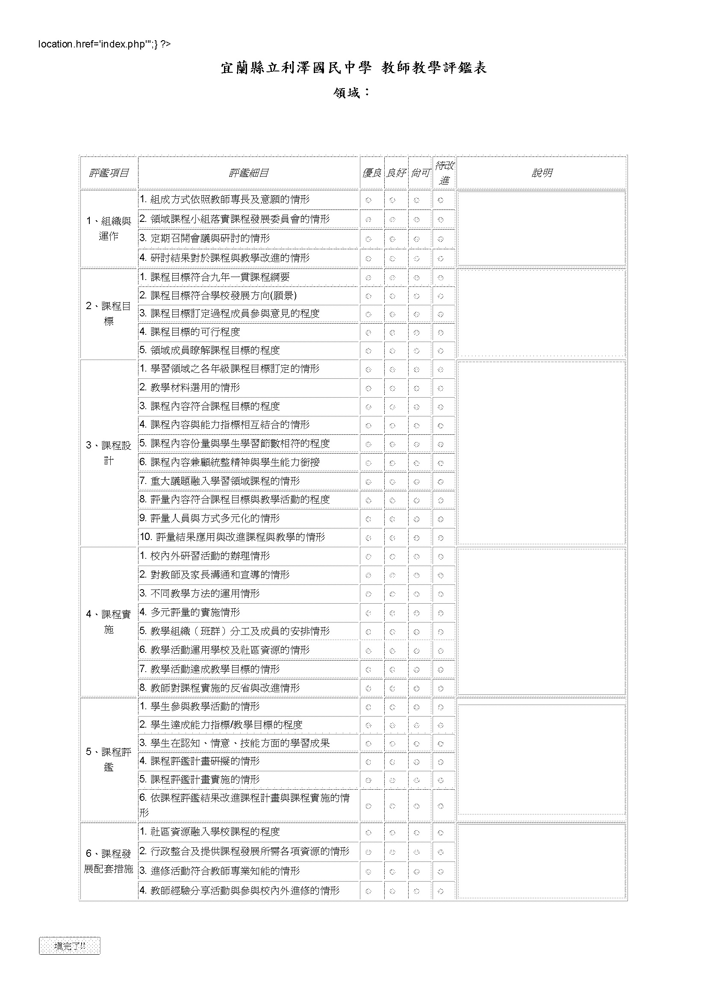 location.href='index.php'";} ?>
宜蘭縣立利澤國民中學 教師教學評鑑表
領域：
評鑑項目 評鑑細目 優良 良好 尚可 待改進 說明
1、組織與運作
1. 組成方式依照教師專長及意願的情形
2. 領域課程小組落實課程發展委員會的情形
3. 定期召開會議與研討的情形
4. 研討結果對於課程與教學改進的情形
2、課程目標
1. 課程目標符合九年一貫課程綱要
2. 課程目標符合學校發展方向(願景)
3. 課程目標訂定過程成員參與意見的程度
4. 課程目標的可行程度
5. 領域成員瞭解課程目標的程度
3、課程設計
1. 學習領域之各年級課程目標訂定的情形
2. 教學材料選用的情形
3. 課程內容符合課程目標的程度
4. 課程內容與能力指標相互結合的情形
5. 課程內容份量與學生學習節數相符的程度
6. 課程內容兼顧統整精神與學生能力銜接
7. 重大議題融入學習領域課程的情形
8. 評量內容符合課程目標與教學活動的程度
9. 評量人員與方式多元化的情形
10. 評量結果應用與改進課程與教學的情形
4、課程實施
1. 校內外研習活動的辦理情形
2. 對教師及家長溝通和宣導的情形
3. 不同教學方法的運用情形
4. 多元評量的實施情形
5. 教學組織（班群）分工及成員的安排情形
6. 教學活動運用學校及社區資源的情形
7. 教學活動達成教學目標的情形
8. 教師對課程實施的反省與改進情形
5、課程評鑑
1. 學生參與教學活動的情形
2. 學生達成能力指標/教學目標的程度
3. 學生在認知、情意、技能方面的學習成果
4. 課程評鑑計畫研擬的情形
5. 課程評鑑計畫實施的情形
6. 依課程評鑑結果改進課程計畫與課程實施的情
形
6、課程發展配套措施
1. 社區資源融入學校課程的程度
2. 行政整合及提供課程發展所需各項資源的情形
3. 進修活動符合教師專業知能的情形
4. 教師經驗分享活動與參與校內外進修的情形
填完了!!